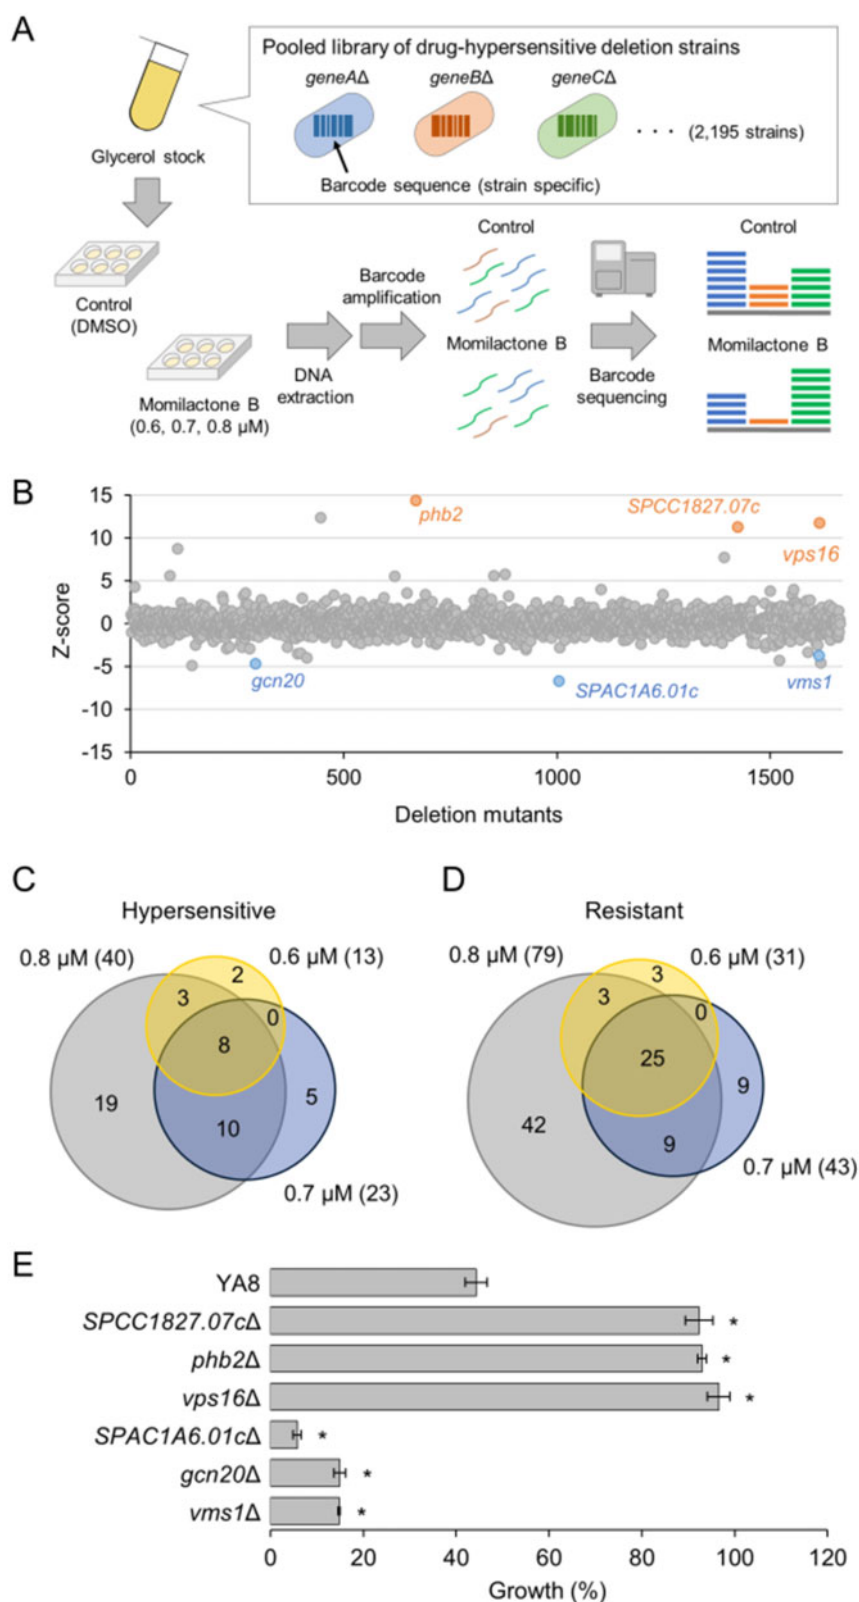 A
Pooled library of drug-hypersensitive deletion strains
geneAΔ
geneBΔ
geneCΔ
· · · (2,195 strains)
Barcode sequence (strain specific)
Glycerol stock
Control
(DMSO)
Momilactone B
(0.6, 0.7, 0.8 µM)
DNA
extraction
Barcode
amplification
Control
Momilactone B
Barcode
sequencing
Control
Momilactone B
B
Z-score
15
10
5
0
-5
-10
-15
phb2
SPCC1827.07c
vps16
gcn20
SPAC1A6.01c
vms1
0
500
1000
1500
Deletion mutants
C
Hypersensitive
0.8 µM (40)
0.6 µM (13)
2
3
0
8
19
5
10
0.7 µM (23)
D
Resistant
0.8 µM (79)
0.6 µM (31)
3
3
0
25
9
42
9
0.7 µM (43)
E
YA8
SPCC1827.07cΔ
*
phb2Δ
*
vps16Δ
*
SPAC1A6.01cΔ
*
gcn20Δ
*
vms1Δ
*
0
20
40
60
80
100
120
Growth (%)